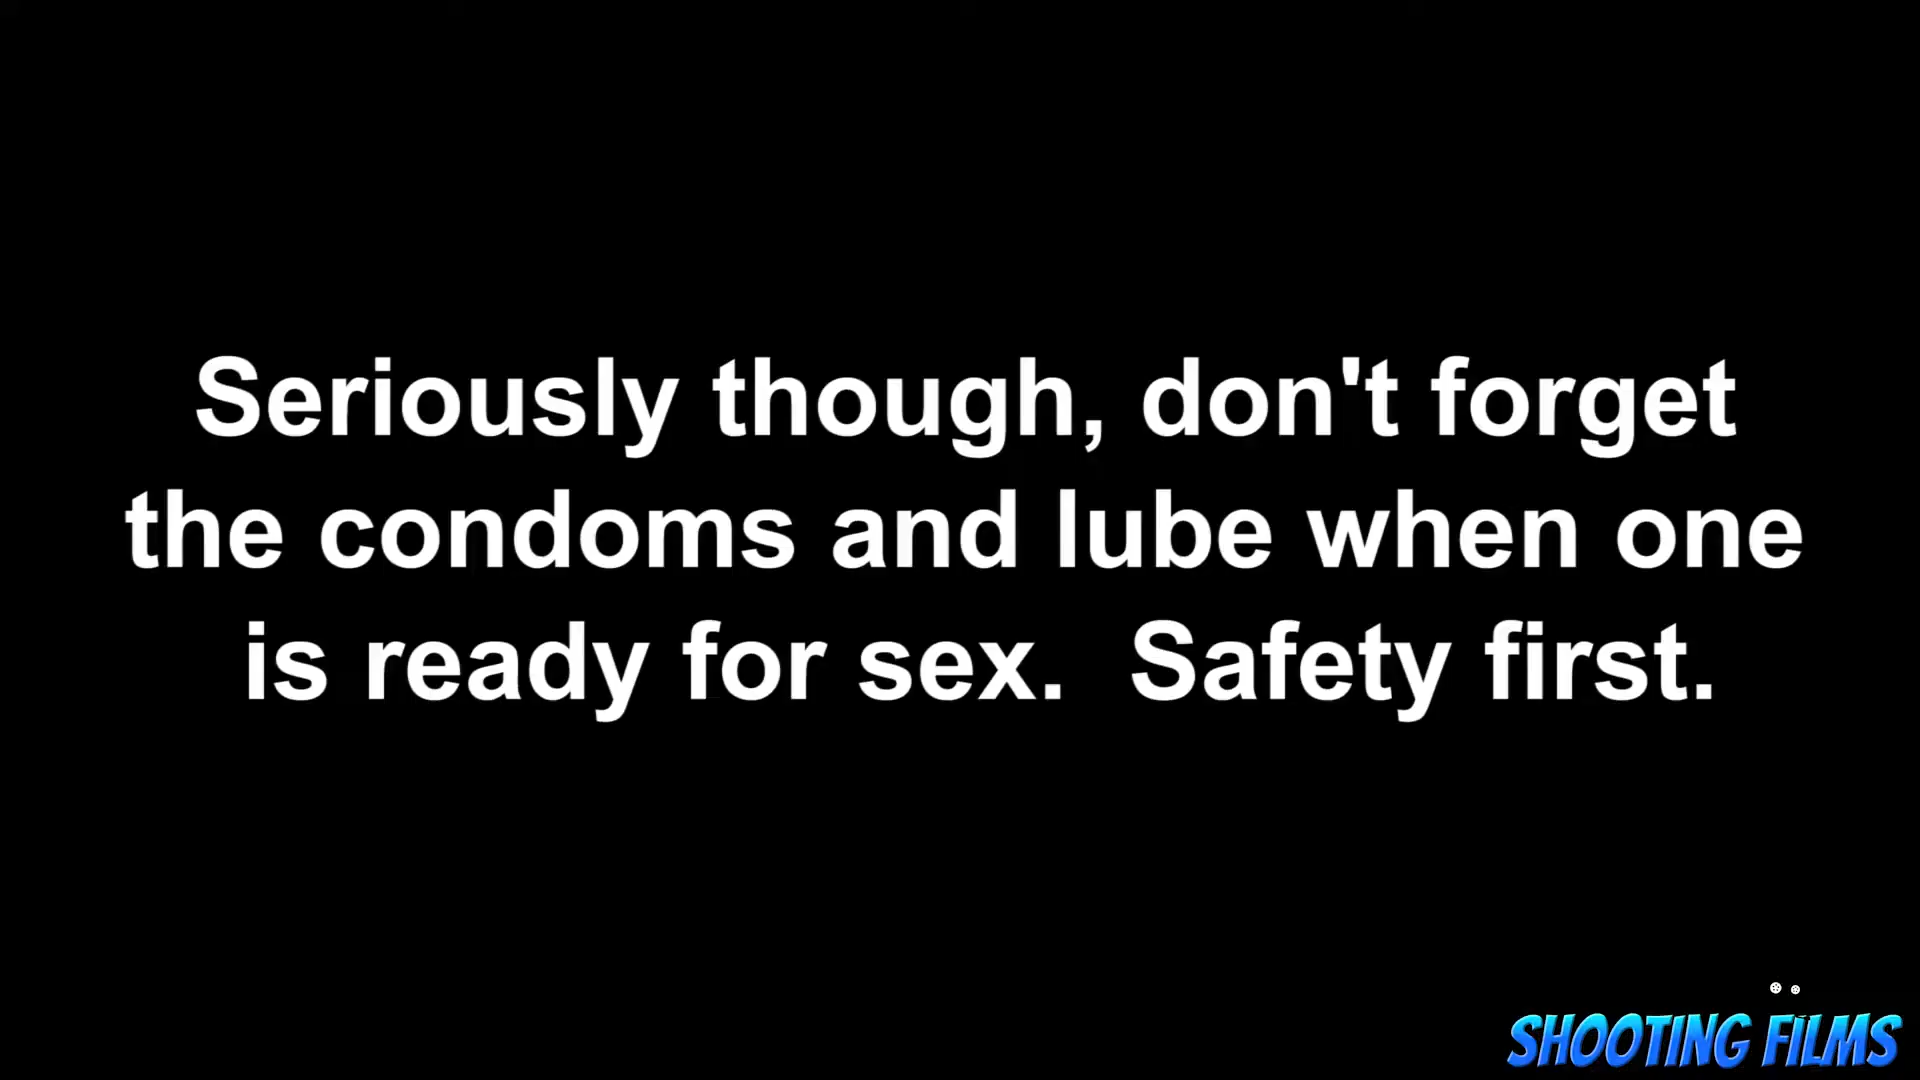 Seriously though, don't forget
the condoms and lube when one
is ready for sex.  Safety first.
SHOOTING FILMS